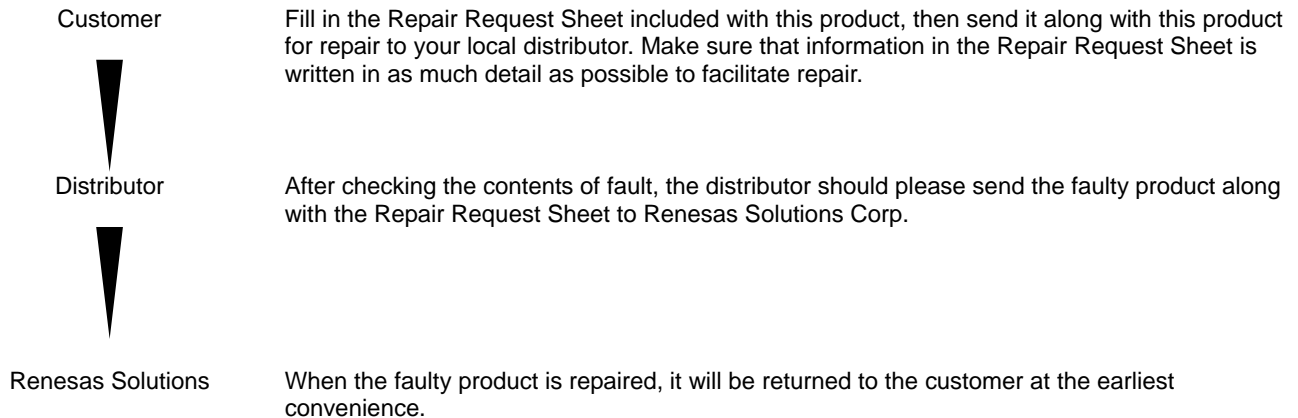 Customer
Fill in the Repair Request Sheet included with this product, then send it along with this product
for repair to your local distributor. Make sure that information in the Repair Request Sheet is
written in as much detail as possible to facilitate repair.
Distributor
After checking the contents of fault, the distributor should please send the faulty product along
with the Repair Request Sheet to Renesas Solutions Corp.
Renesas Solutions
When the faulty product is repaired, it will be returned to the customer at the earliest
convenience.